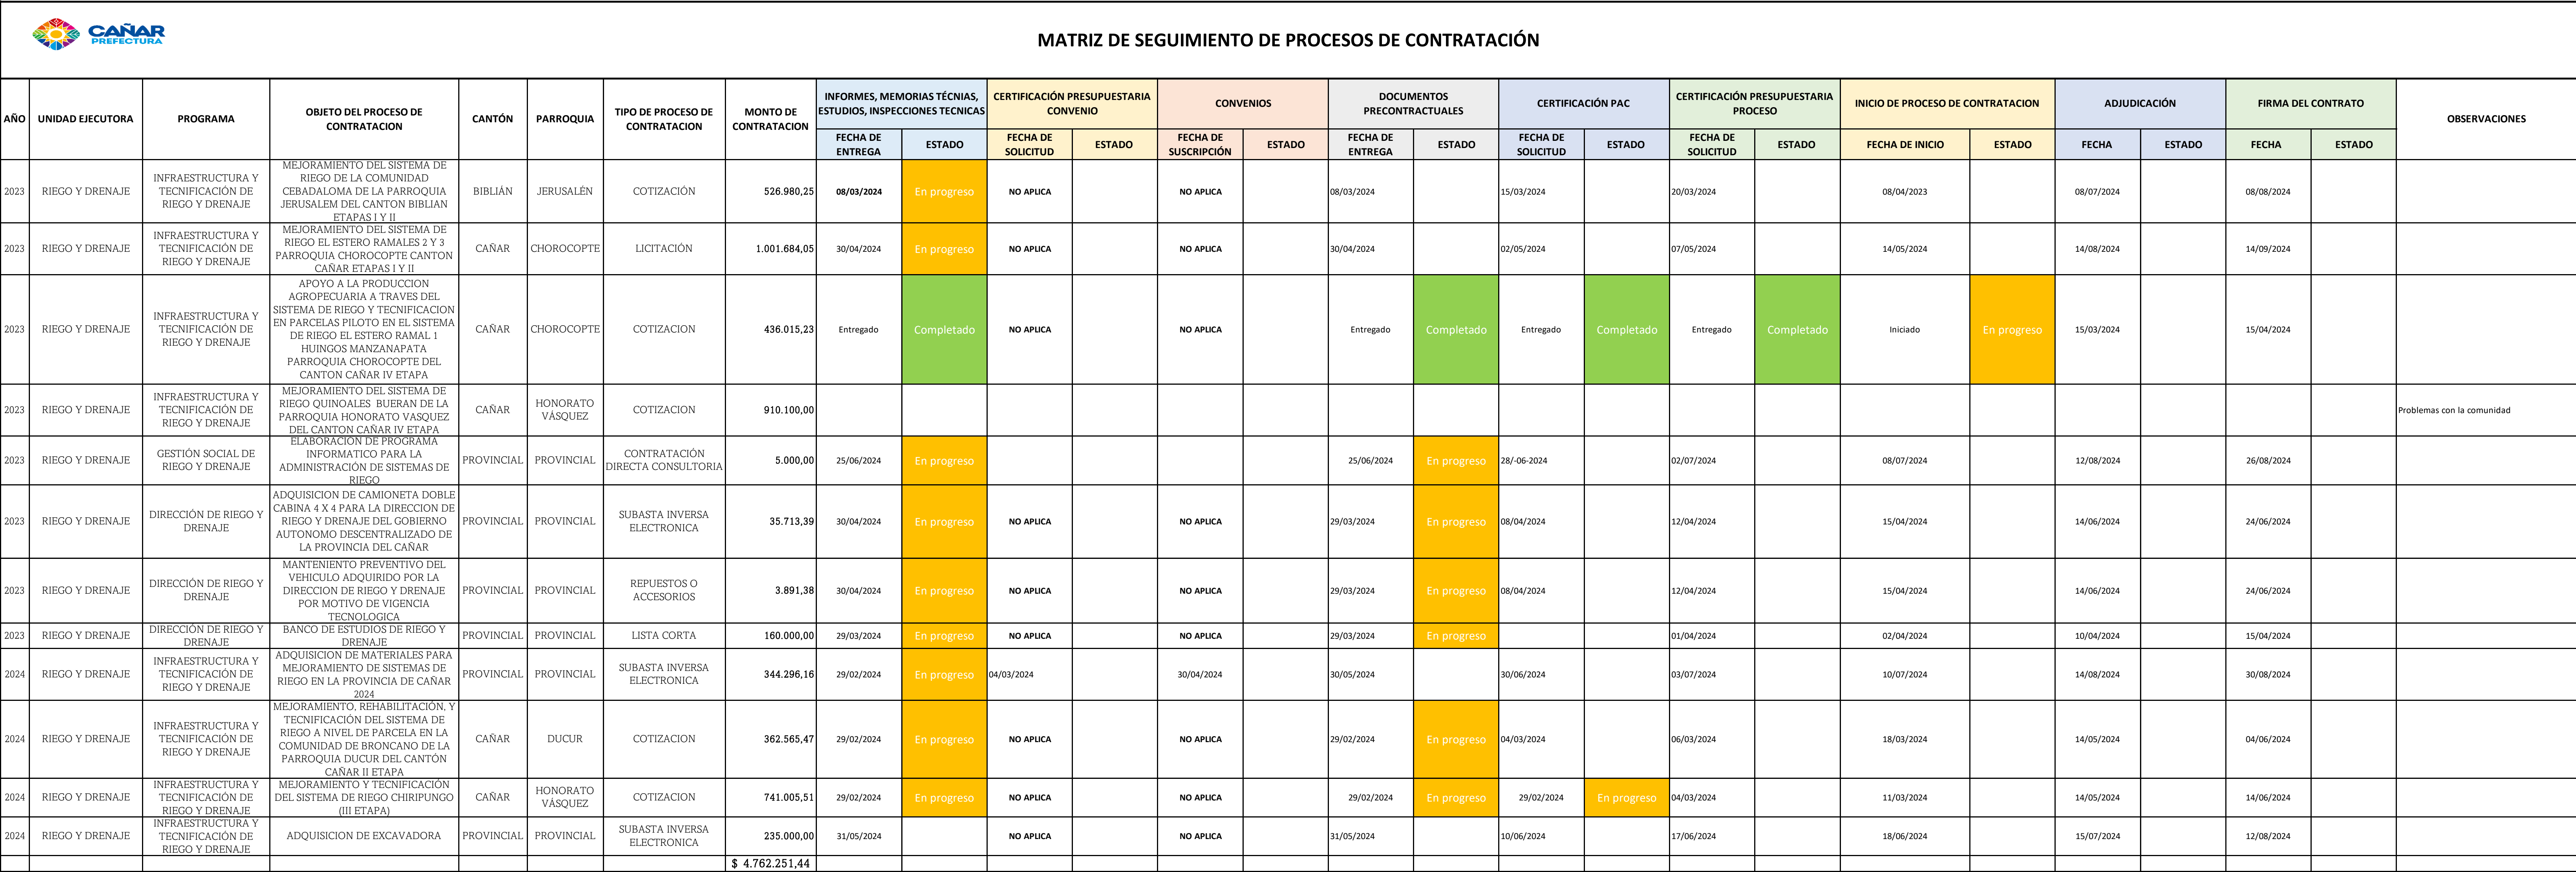 CAÑAR
PREFECTURA
MATRIZ DE SEGUIMIENTO DE PROCESOS DE CONTRATACIÓN
AÑO
UNIDAD EJECUTORA
PROGRAMA
OBJETO DEL PROCESO DE
CONTRATACION
CANTÓN
PARROQUIA
TIPO DE PROCESO DE
CONTRATACION
MONTO DE
CONTRATACION
INFORMES, MEMORIAS TÉCNIAS,
ESTUDIOS, INSPECCIONES TECNICAS
CERTIFICACIÓN PRESUPUESTARIA
CONVENIO
CONVENIOS
DOCUMENTOS
PRECONTRACTUALES
CERTIFICACIÓN PAC
CERTIFICACIÓN PRESUPUESTARIA
PROCESO
INICIO DE PROCESO DE CONTRATACION
ADJUDICACIÓN
FIRMA DEL CONTRATO
OBSERVACIONES
FECHA DE
ENTREGA
ESTADO
FECHA DE
SOLICITUD
ESTADO
FECHA DE
SUSCRIPCIÓN
ESTADO
FECHA DE
ENTREGA
ESTADO
FECHA DE
SOLICITUD
ESTADO
FECHA DE
SOLICITUD
ESTADO
FECHA DE INICIO
ESTADO
FECHA
ESTADO
FECHA
ESTADO
2023
RIEGO Y DRENAJE
INFRAESTRUCTURA Y
TECNIFICACIÓN DE
RIEGO Y DRENAJE
MEJORAMIENTO DEL SISTEMA DE
RIEGO DE LA COMUNIDAD
CEBADALOMA DE LA PARROQUIA
JERUSALEM DEL CANTON BIBLIAN
ETAPAS I Y II
BIBLIÁN
JERUSALÉN
COTIZACIÓN
526.980,25
08/03/2024
En progreso
NO APLICA
NO APLICA
08/03/2024
15/03/2024
20/03/2024
08/04/2023
08/07/2024
08/08/2024
2023
RIEGO Y DRENAJE
INFRAESTRUCTURA Y
TECNIFICACIÓN DE
RIEGO Y DRENAJE
MEJORAMIENTO DEL SISTEMA DE
RIEGO EL ESTERO RAMALES 2 Y 3
PARROQUIA CHOROCOPTE CANTON
CAÑAR ETAPAS I Y II
CAÑAR
CHOROCOPTE
LICITACIÓN
1.001.684,05
30/04/2024
En progreso
NO APLICA
NO APLICA
30/04/2024
02/05/2024
07/05/2024
14/05/2024
14/08/2024
14/09/2024
2023
RIEGO Y DRENAJE
INFRAESTRUCTURA Y
TECNIFICACIÓN DE
RIEGO Y DRENAJE
APOYO A LA PRODUCCION
AGROPECUARIA A TRAVES DEL
SISTEMA DE RIEGO Y TECNIFICACION
EN PARCELAS PILOTO EN EL SISTEMA
DE RIEGO EL ESTERO RAMAL 1
HUINGOS MANZANAPATA
PARROQUIA CHOROCOPTE DEL
CANTON CAÑAR IV ETAPA
CAÑAR
CHOROCOPTE
COTIZACION
436.015,23
Entregado
Completado
NO APLICA
NO APLICA
Entregado
Completado
Entregado
Completado
Entregado
Completado
Iniciado
En progreso
15/03/2024
15/04/2024
2023
RIEGO Y DRENAJE
INFRAESTRUCTURA Y
TECNIFICACIÓN DE
RIEGO Y DRENAJE
MEJORAMIENTO DEL SISTEMA DE
RIEGO QUINOALES BUERAN DE LA
PARROQUIA HONORATO VASQUEZ
DEL CANTON CAÑAR IV ETAPA
CAÑAR
HONORATO
VÁSQUEZ
COTIZACION
910.100,00
Problemas con la comunidad
2023
RIEGO Y DRENAJE
GESTIÓN SOCIAL DE
RIEGO Y DRENAJE
ELABORACION DE PROGRAMA
INFORMATICO PARA LA
ADMINISTRACIÓN DE SISTEMAS DE
RIEGO
PROVINCIAL
PROVINCIAL
CONTRATACIÓN
DIRECTA CONSULTORIA
5.000,00
25/06/2024
En progreso
25/06/2024
En progreso
28/-06-2024
02/07/2024
08/07/2024
12/08/2024
26/08/2024
2023
RIEGO Y DRENAJE
DIRECCIÓN DE RIEGO Y
DRENAJE
ADQUISICION DE CAMIONETA DOBLE
CABINA 4 X 4 PARA LA DIRECCION DE
RIEGO Y DRENAJE DEL GOBIERNO
AUTONOMO DESCENTRALIZADO DE
LA PROVINCIA DEL CAÑAR
PROVINCIAL
PROVINCIAL
SUBASTA INVERSA
ELECTRONICA
35.713,39
30/04/2024
En progreso
NO APLICA
NO APLICA
29/03/2024
En progreso
08/04/2024
12/04/2024
15/04/2024
14/06/2024
24/06/2024
2023
RIEGO Y DRENAJE
DIRECCIÓN DE RIEGO Y
DRENAJE
MANTENIENTO PREVENTIVO DEL
VEHICULO ADQUIRIDO POR LA
DIRECCION DE RIEGO Y DRENAJE
POR MOTIVO DE VIGENCIA
TECNOLOGICA
PROVINCIAL
PROVINCIAL
REPUESTOS O
ACCESORIOS
3.891,38
30/04/2024
En progreso
NO APLICA
NO APLICA
29/03/2024
En progreso
08/04/2024
12/04/2024
15/04/2024
14/06/2024
24/06/2024
2023
RIEGO Y DRENAJE
DIRECCIÓN DE RIEGO Y
DRENAJE
BANCO DE ESTUDIOS DE RIEGO Y
DRENAJE
PROVINCIAL
PROVINCIAL
LISTA CORTA
160.000,00
29/03/2024
En progreso
NO APLICA
NO APLICA
29/03/2024
En progreso
01/04/2024
02/04/2024
10/04/2024
15/04/2024
2024
RIEGO Y DRENAJE
INFRAESTRUCTURA Y
TECNIFICACIÓN DE
RIEGO Y DRENAJE
ADQUISICION DE MATERIALES PARA
MEJORAMIENTO DE SISTEMAS DE
RIEGO EN LA PROVINCIA DE CAÑAR
2024
PROVINCIAL
PROVINCIAL
SUBASTA INVERSA
ELECTRONICA
344.296,16
29/02/2024
En progreso
04/03/2024
30/04/2024
30/05/2024
30/06/2024
03/07/2024
10/07/2024
14/08/2024
30/08/2024
2024
RIEGO Y DRENAJE
INFRAESTRUCTURA Y
TECNIFICACIÓN DE
RIEGO Y DRENAJE
MEJORAMIENTO, REHABILITACIÓN, Y
TECNIFICACIÓN DEL SISTEMA DE
RIEGO A NIVEL DE PARCELA EN LA
COMUNIDAD DE BRONCANO DE LA
PARROQUIA DUCUR DEL CANTÓN
CAÑAR II ETAPA
CAÑAR
DUCUR
COTIZACION
362.565,47
29/02/2024
En progreso
NO APLICA
NO APLICA
29/02/2024
En progreso
04/03/2024
06/03/2024
18/03/2024
14/05/2024
04/06/2024
2024
RIEGO Y DRENAJE
INFRAESTRUCTURA Y
TECNIFICACIÓN DE
RIEGO Y DRENAJE
MEJORAMIENTO Y TECNIFICACIÓN
DEL SISTEMA DE RIEGO CHIRIPUNGO
(III ETAPA)
CAÑAR
HONORATO
VÁSQUEZ
COTIZACION
741.005,51
29/02/2024
En progreso
NO APLICA
NO APLICA
29/02/2024
En progreso
29/02/2024
En progreso
04/03/2024
11/03/2024
14/05/2024
14/06/2024
2024
RIEGO Y DRENAJE
INFRAESTRUCTURA Y
TECNIFICACIÓN DE
RIEGO Y DRENAJE
ADQUISICION DE EXCAVADORA
PROVINCIAL
PROVINCIAL
SUBASTA INVERSA
ELECTRONICA
235.000,00
31/05/2024
NO APLICA
NO APLICA
31/05/2024
10/06/2024
17/06/2024
18/06/2024
15/07/2024
12/08/2024
$ 4.762.251,44